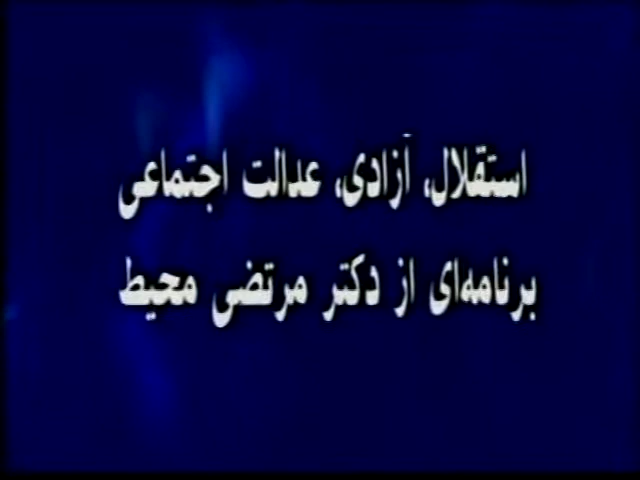 استقلال، آزادی، عدالت اجتماعی
برنامه‌ای از دکتر مرتضی محیط